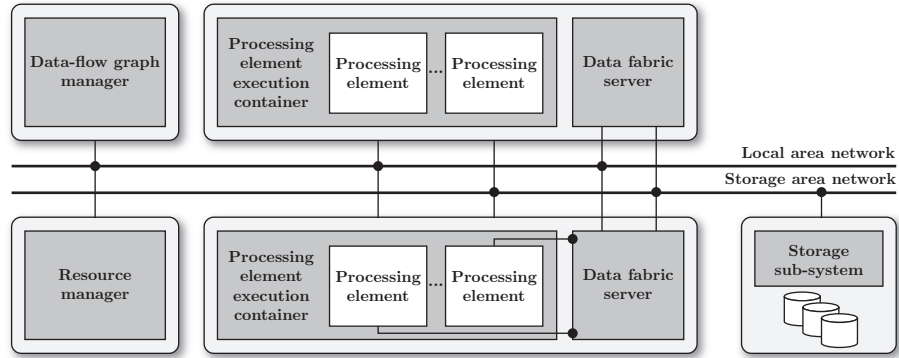 Data-flow graph
manager
Processing
element
execution
container
Processing
element
...
Processing
element
Data fabric
server
Local area network
Storage area network
Resource
manager
Processing
element
execution
container
Processing
element
...
Processing
element
Data fabric
server
Storage
sub-system